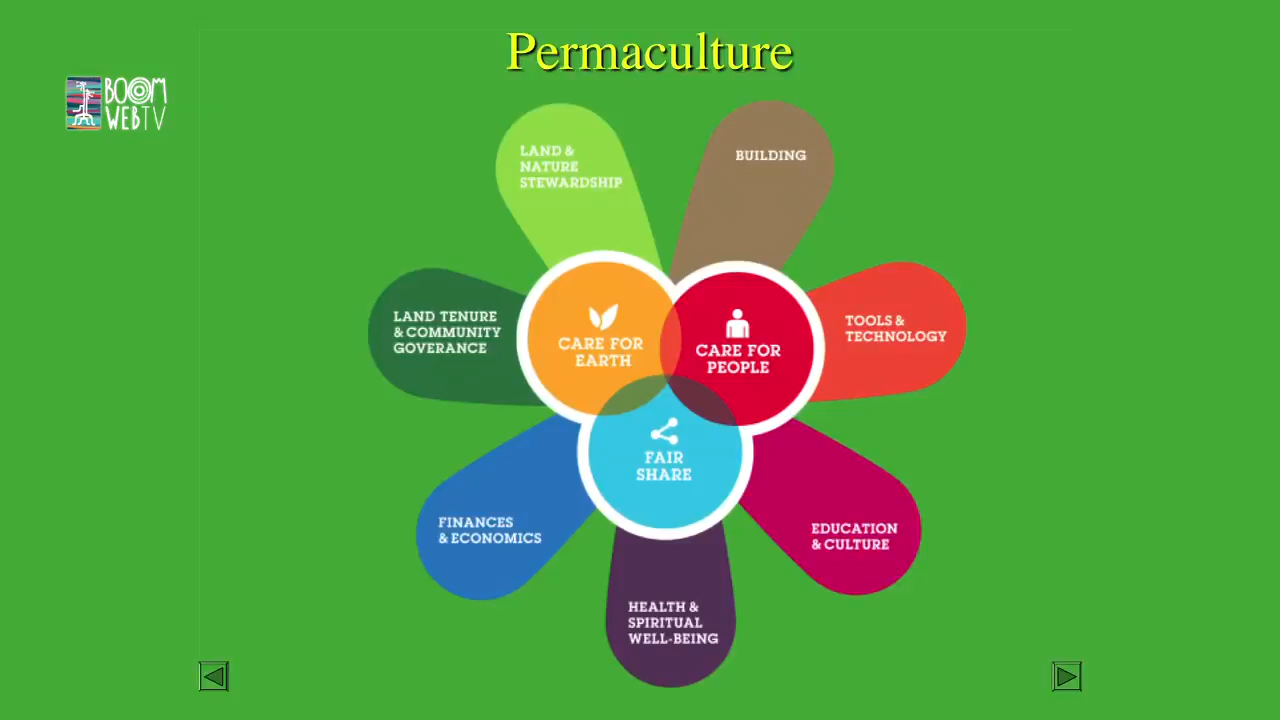 Permaculture
BOOM
WEBTV
LAND &
NATURE
STEWARDSHIP
BUILDING
LAND TENURE
& COMMUNITY
GOVERANCE
CARE FOR
EARTH
CARE FOR
PEOPLE
TOOLS &
TECHNOLOGY
FAIR
SHARE
FINANCES
& ECONOMICS
EDUCATION
& CULTURE
HEALTH &
SPIRITUAL
WELL-BEING